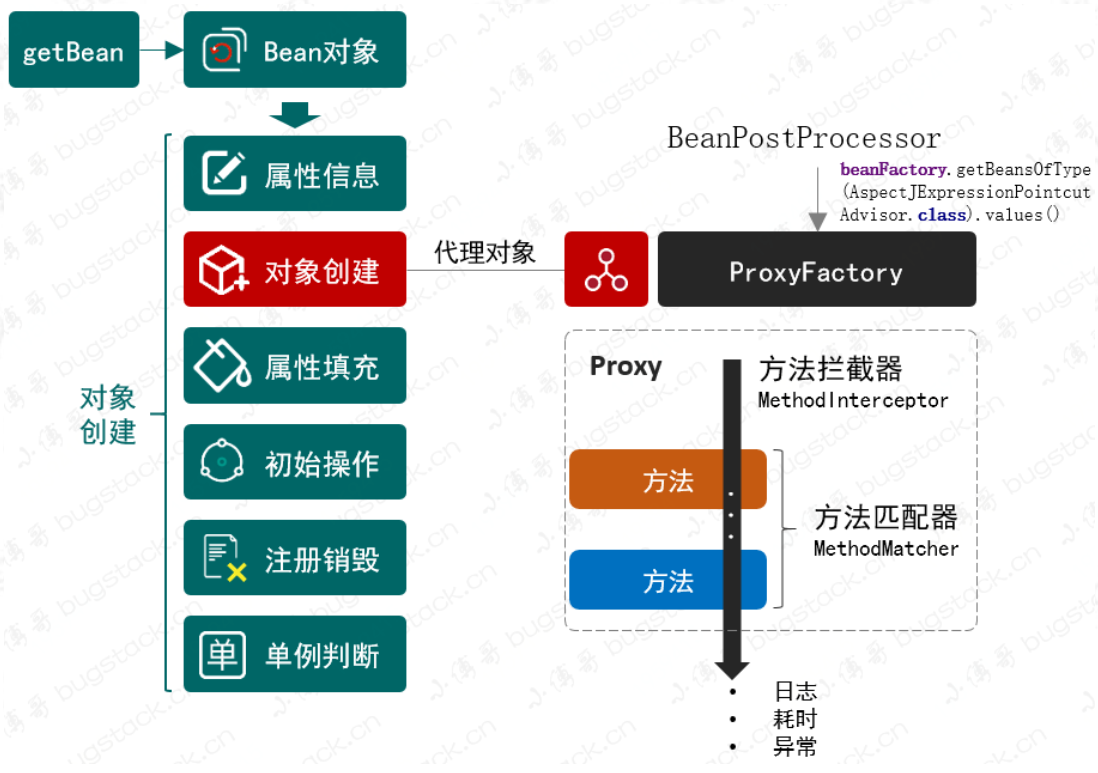 getBean
Bean对象
属性信息
对象创建
代理对象
属性填充
初始操作
注册销毁
单
单例判断
对象
创建
BeanPostProcessor
beanFactory.getBeansOfType
(AspectJExpressionPointcut
Advisor.class).values()
ProxyFactory
Proxy
方法拦截器
MethodInterceptor
方法
方法
方法匹配器
MethodMatcher
• 日志
• 耗时
• 异常
小傅哥 bugstack.cn